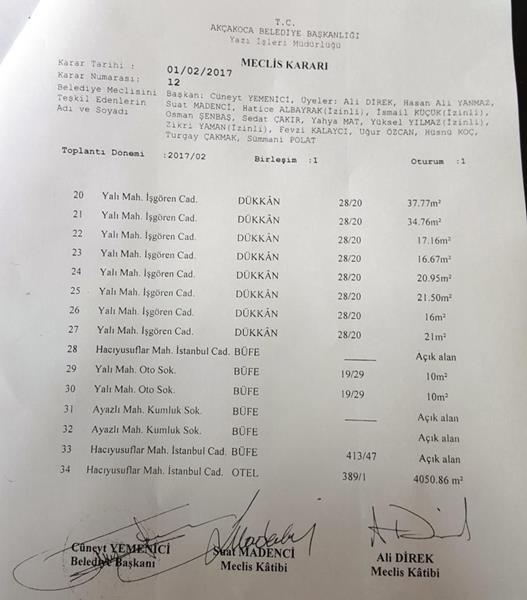 T.C.
AKÇAKOCA BELEDİYE BAŞKANLIĞI
Yazı İşleri Müdürlüğü
MECLİS KARARI
Karar Tarihi : 01/02/2017
Karar Numarası: 12
Belediye Meclisini Başkan: Cüneyt YEMENİCİ, Üyeler: Ali DİREK, Hasan Ali YANMAZ,
Teşkil Edenlerin Suat MADENCİ, Hatice ALBAYRAK(İzinli), İsmail KÜÇÜK(İzinli),
Adı ve Soyadı Osman ŞENBAŞ, Sedat ÇAKIR, Yahya MAT, Yüksel YILMAZ(İzinli),
Zikri YAMAN(İzinli), Fevzi KALAYCI, Uğur ÖZCAN, Hüsnü KOÇ,
Turgay ÇAKMAK, Sümmani POLAT
Toplantı Dönemi :2017/02 Birleşim :1 Oturum :1
20 Yalı Mah. İşgören Cad. DÜKKÂN 28/20 37.77m²
21 Yalı Mah. İşgören Cad. DÜKKÂN 28/20 34.76m²
22 Yalı Mah. İşgören Cad. DÜKKÂN 28/20 17.16m²
23 Yalı Mah. İşgören Cad. DÜKKÂN 28/20 16.67m²
24 Yalı Mah. İşgören Cad. DÜKKÂN 28/20 20.95m²
25 Yalı Mah. İşgören Cad. DÜKKÂN 28/20 21.50m²
26 Yalı Mah. İşgören Cad. DÜKKÂN 28/20 16m²
27 Yalı Mah. İşgören Cad. DÜKKÂN 28/20 21m²
28 Hacıyusuflar Mah. İstanbul Cad. BÜFE _____ Açık alan
29 Yalı Mah. Oto Sok. BÜFE 19/29 10m²
30 Yalı Mah. Oto Sok. BÜFE 19/29 10m²
31 Ayazlı Mah. Kumluk Sok. BÜFE _____ Açık alan
32 Ayazlı Mah. Kumluk Sok. BÜFE Açık alan
33 Hacıyusuflar Mah. İstanbul Cad. BÜFE 413/47 Açık alan
34 Hacıyusuflar Mah. İstanbul Cad. OTEL 389/1 4050.86 m²
Cüneyt YEMENİCİ Suat MADENCİ Ali DİREK
Belediye Başkanı Meclis Kâtibi Meclis Kâtibi